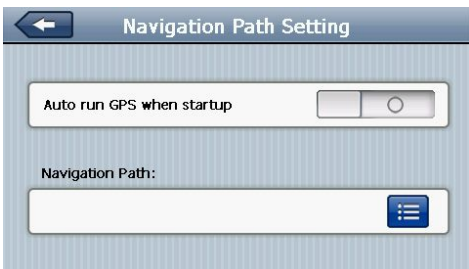 Navigation Path Setting
Auto run GPS when startup
Navigation Path: